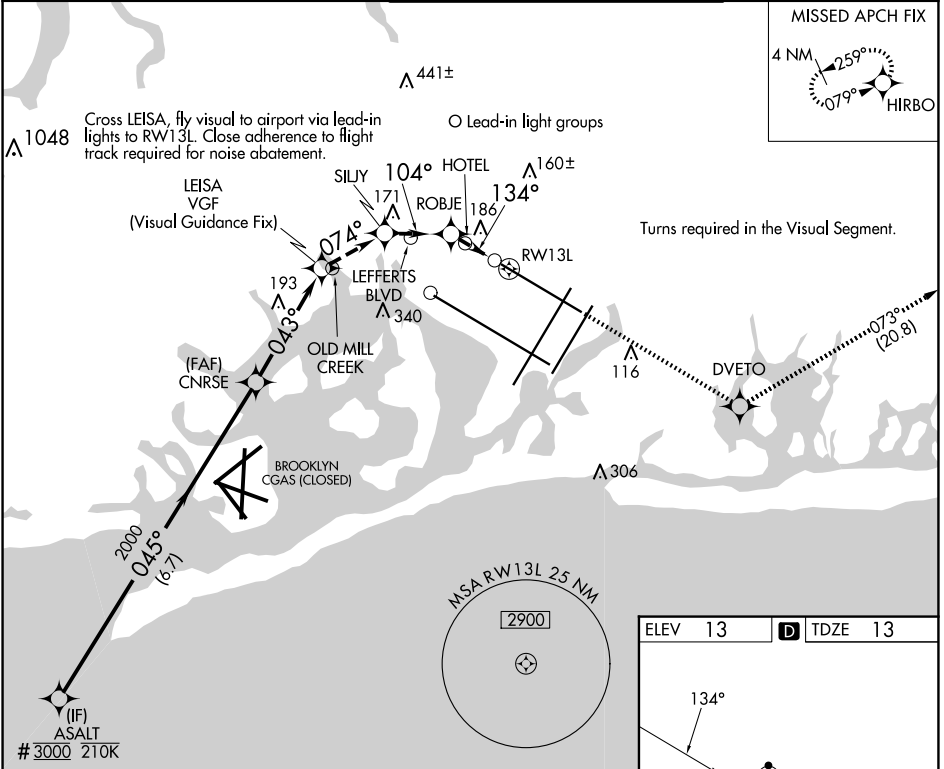 MISSED APCH FIX
4 NM
259°
079°
HIRBO
441±
1048
Cross LEISA, fly visual to airport via lead-in
lights to RW13L. Close adherence to flight
track required for noise abatement.
Lead-in light groups
LEISA
VGF
(Visual Guidance Fix)
SILJY
104°
HOTEL
160±
171
ROBJE
186
134°
Turns required in the Visual Segment.
074°
RW13L
LEFFERTS
BLVD
340
193
043°
OLD MILL
CREEK
(FAF)
CNRSE
116
DVETO
073°
(20.8)
BROOKLYN
CGAS (CLOSED)
306
2000
045°
(6.7)
MSA RW13L 25 NM
2900
(IF)
ASALT
# 3000 210K
ELEV 13 D TDZE 13
134°